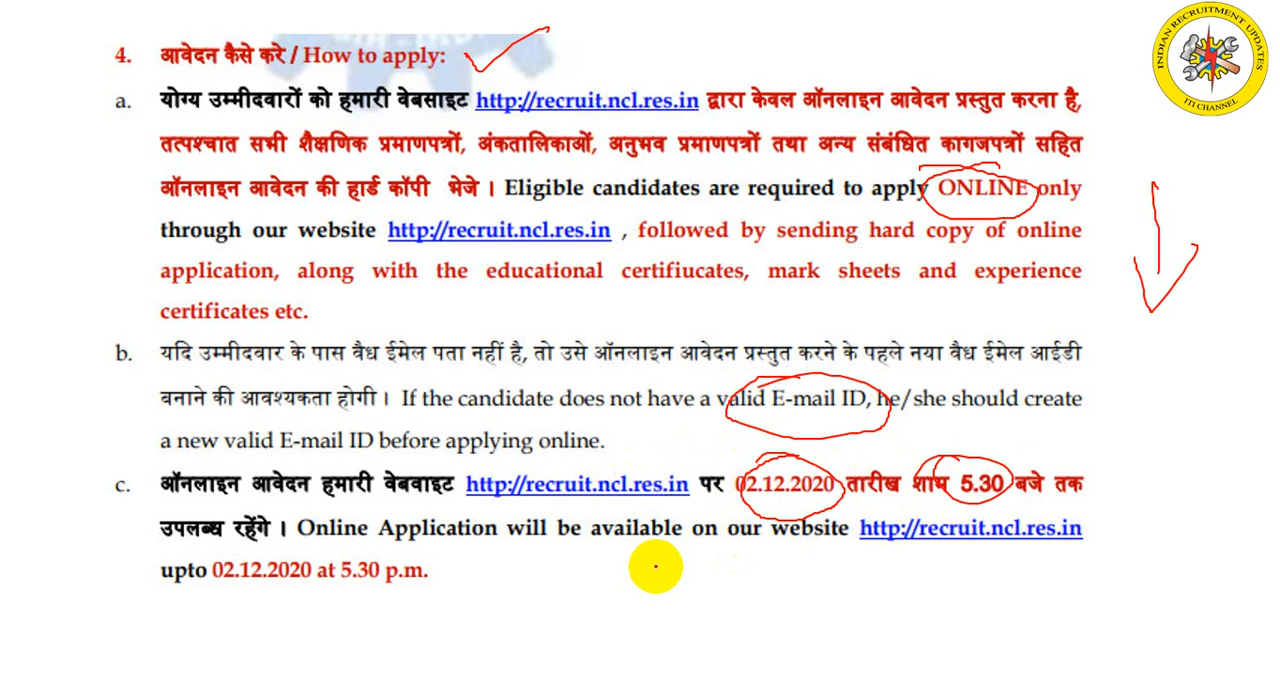 INDIAN RECRUITMENT UPDATES
ITI CHANNEL
4. आवेदन कैसे करे / How to apply:
a. योग्य उम्मीदवारों को हमारी वेबसाइट http://recruit.ncl.res.in द्वारा केवल ऑनलाइन आवेदन प्रस्तुत करना है,
तत्पश्चात सभी शैक्षणिक प्रमाणपत्रों, अंकतालिकाओं, अनुभव प्रमाणपत्रों तथा अन्य संबंधित कागजपत्रों सहित
ऑनलाइन आवेदन की हार्ड कॉपी भेजे । Eligible candidates are required to apply ONLINE only
through our website http://recruit.ncl.res.in , followed by sending hard copy of online
application, along with the educational certifiucates, mark sheets and experience
certificates etc.
b. यदि उम्मीदवार के पास वैध ईमेल पता नहीं है, तो उसे ऑनलाइन आवेदन प्रस्तुत करने के पहले नया वैध ईमेल आईडी
बनाने की आवश्यकता होगी । If the candidate does not have a valid E-mail ID, he/she should create
a new valid E-mail ID before applying online.
c. ऑनलाइन आवेदन हमारी वेबवाइट http://recruit.ncl.res.in पर 02.12.2020 तारीख शाम 5.30 बजे तक
उपलब्ध रहेंगे । Online Application will be available on our website http://recruit.ncl.res.in
upto 02.12.2020 at 5.30 p.m.